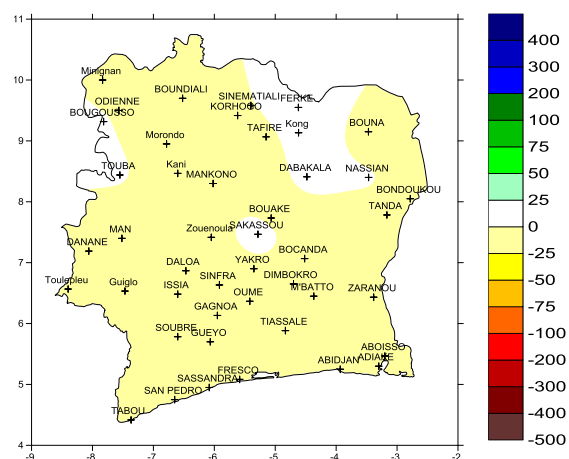 11
10
9
8
7
6
5
4
-9 -8 -7 -6 -5 -4 -3 -2
Minignan
BOUNDIALI
ODIENNE
BOUGOUSSO
SINEMATIALI
FERKE
KORHOGO
TAFIRE
Kong
BOUNA
Morondo
TOUBA
Kani
MANKONO
DABAKALA
NASSIAN
BONDOUKOU
TANDA
BOUAKE
SAKASSOU
MAN
Zouenoula
DANANE
BOCANDA
YAKRO
DALOA
DIMBOKRO
Toulepleu
Guiglo
ISSIA
SINFRA
M'BATTO
ZARANOU
OUME
GAGNOA
TIASSALE
SOUBRE
GUEYO
ABOISSO
ADIAKE
ABIDJAN
FRESCO
SASSANDRA
SAN PEDRO
TABOU
400
300
200
100
75
50
25
0
-25
-50
-75
-100
-200
-300
-500